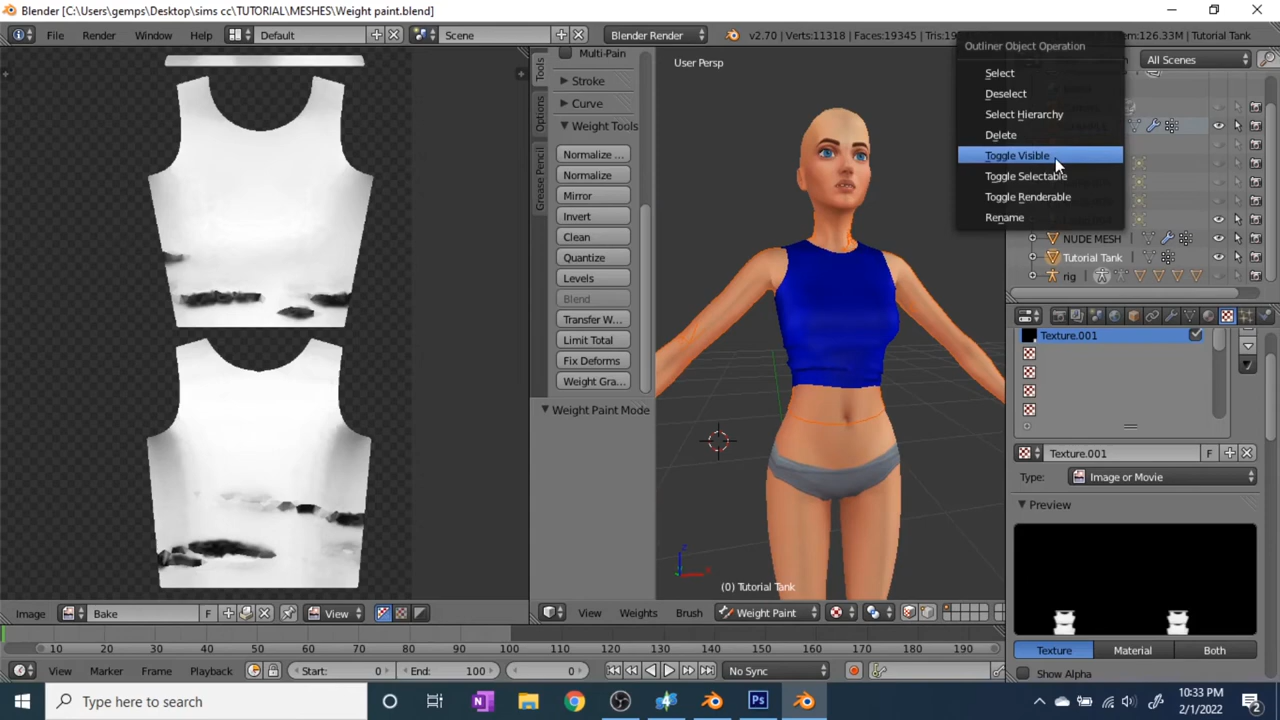 Blender [C:\Users\gemps\Desktop\sims cc\TUTORIAL\MESHES\Weight paint.blend]
File Render Window Help Default Scene Blender Render v2.70 | Verts:11318 | Faces:19345 | Tris:19 em:126.33M | Tutorial Tank
Outliner Object Operation
Select
Deselect
Select Hierarchy
Delete
Toggle Visible
Toggle Selectable
Toggle Renderable
Rename
All Scenes
NUDE MESH
Tutorial Tank
rig
Tools
Options
Grease Pencil
Multi-Pain
Stroke
Curve
Weight Tools
Normalize ...
Normalize
Mirror
Invert
Clean
Quantize
Levels
Blend
Transfer W...
Limit Total
Fix Deforms
Weight Gra...
Weight Paint Mode
User Persp
(0) Tutorial Tank
Texture.001
Texture.001 F
Type: Image or Movie
Preview
Texture Material Both
Show Alpha
Image Bake F View
View Weights Brush Weight Paint
10 20 30 40 50 60 70 80 90 100 110 120 130 140 150 160 170 180 190
View Marker Frame Playback Start: 0 End: 100 0 No Sync
Type here to search
10:33 PM
2/1/2022
2